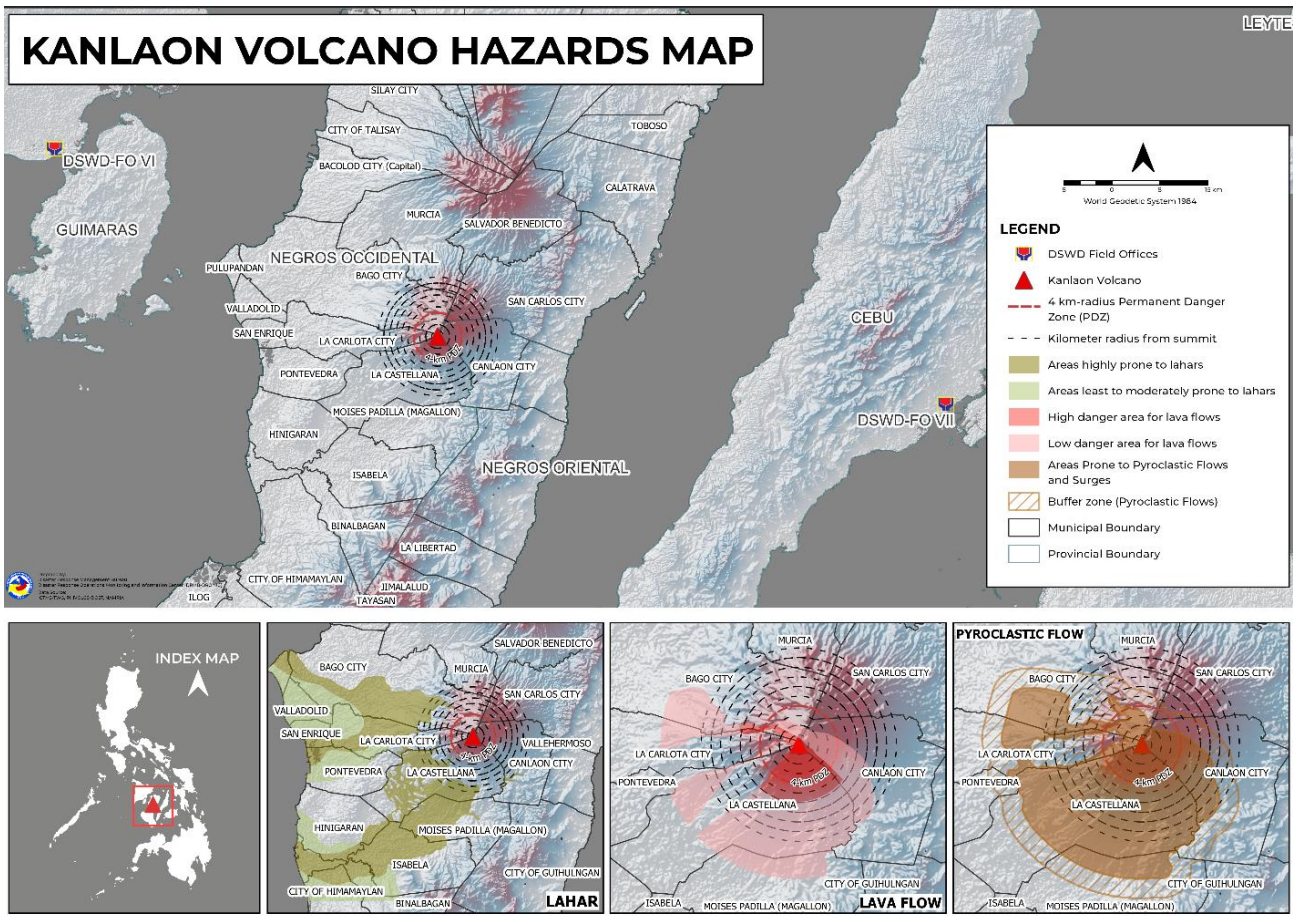 KANLAON VOLCANO HAZARDS MAP
LEYTE
SILAY CITY
TOBOSO
CITY OF TALISAY
DSWD-FO VI
BACOLOD CITY (Capital)
CALATRAVA
MURCIA
SALVADOR BENEDICTO
GUIMARAS
NEGROS OCCIDENTAL
PULUPANDAN
BAGO CITY
SAN CARLOS CITY
VALLADOLID
CEBU
SAN ENRIQUE
LA CARLOTA CITY
4-km PDZ
PONTEVEDRA
LA CASTELLANA
CANLAON CITY
MOISES PADILLA (MAGALLON)
DSWD-FO VII
HINIGARAN
NEGROS ORIENTAL
ISABELA
BINALBAGAN
LA LIBERTAD
CITY OF HIMAMAYLAN
JIMALALUD
ILOG
TAYASAN
World Geodetic System 1984
LEGEND
DSWD Field Offices
Kanlaon Volcano
4 km-radius Permanent Danger
Zone (PDZ)
Kilometer radius from summit
Areas highly prone to lahars
Areas least to moderately prone to lahars
High danger area for lava flows
Low danger area for lava flows
Areas Prone to Pyroclastic Flows
and Surges
Buffer zone (Pyroclastic Flows)
Municipal Boundary
Provincial Boundary
INDEX MAP
SALVADOR BENEDICTO
BAGO CITY
MURCIA
SAN CARLOS CITY
VALLADOLID
SAN ENRIQUE
LA CARLOTA CITY
VALLEHERMOSO
4-km PDZ
CANLAON CITY
PONTEVEDRA
LA CASTELLANA
HINIGARAN
MOISES PADILLA (MAGALLON)
ISABELA
CITY OF GUIHULNGAN
CITY OF HIMAMAYLAN
BINALBAGAN
LAHAR
MURCIA
BAGO CITY
SAN CARLOS CITY
LA CARLOTA CITY
CANLAON CITY
PONTEVEDRA
4-km PDZ
LA CASTELLANA
CITY OF GUIHULNGAN
ISABELA
MOISES PADILLA (MAGALLON)
LAVA FLOW
PYROCLASTIC FLOW
MURCIA
BAGO CITY
SAN CARLOS CITY
LA CARLOTA CITY
CANLAON CITY
PONTEVEDRA
4-km PDZ
LA CASTELLANA
CITY OF GUIHULNGAN
ISABELA
MOISES PADILLA (MAGALLON)